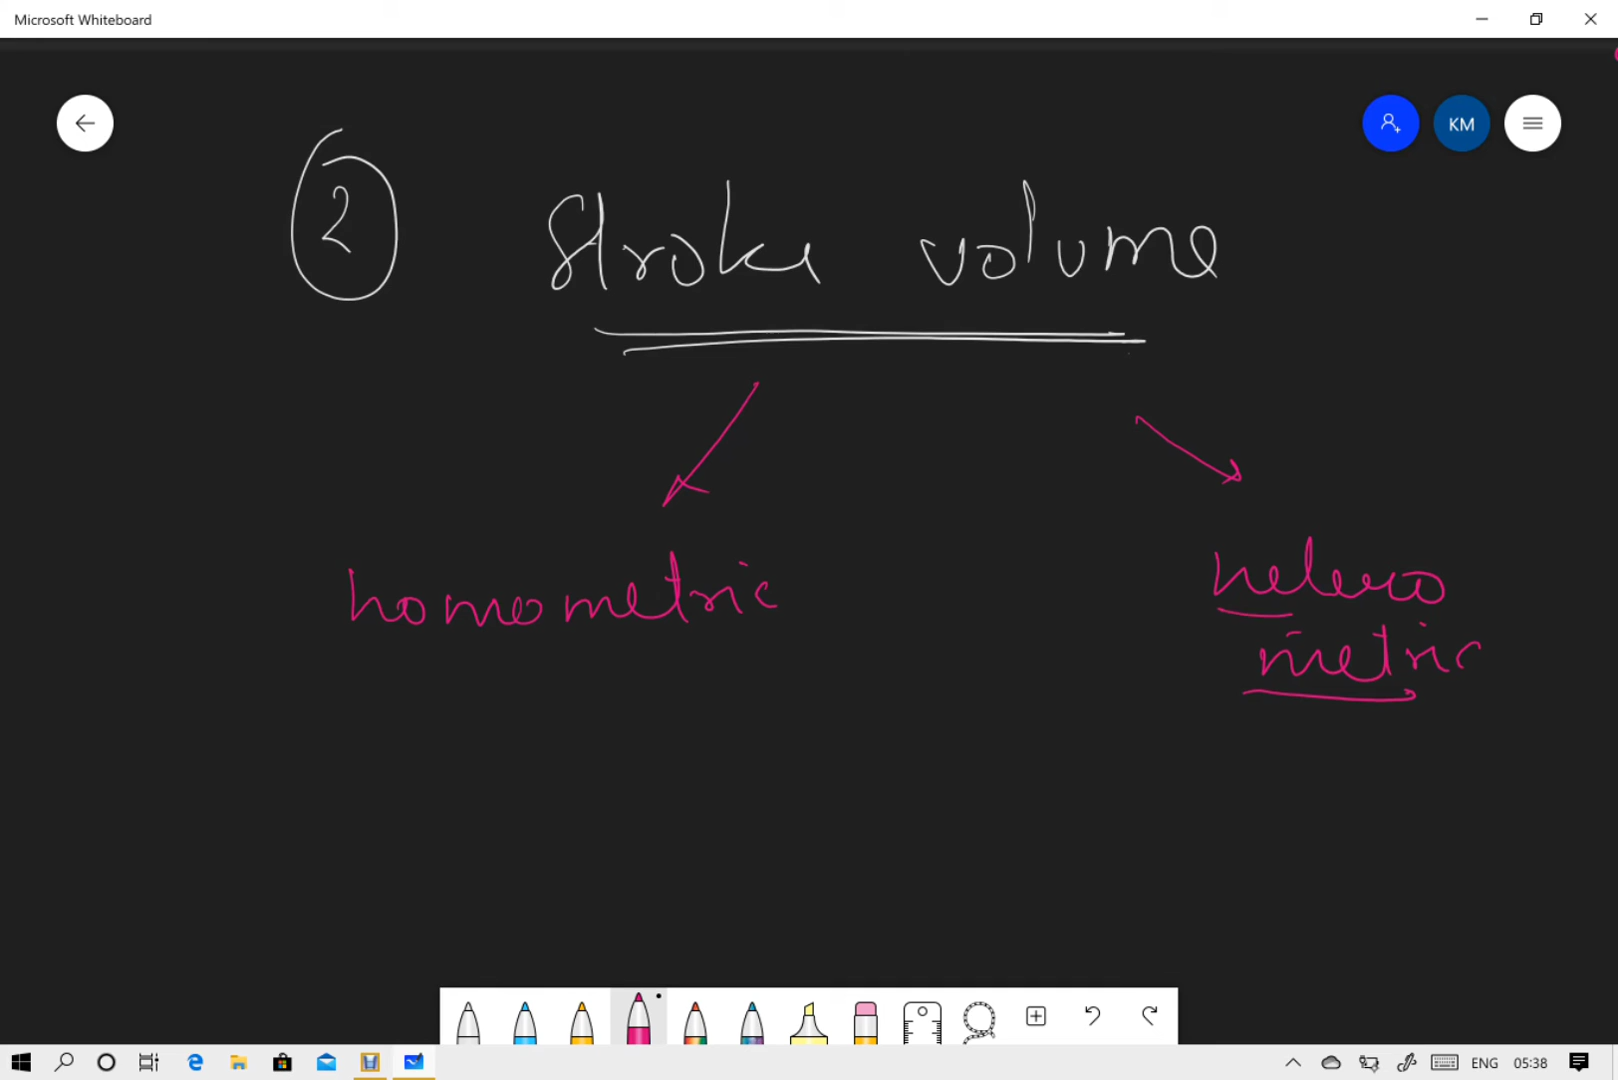 Microsoft Whiteboard
KM
2 Stroke volume
homometric
hetero
metric
ENG 05:38